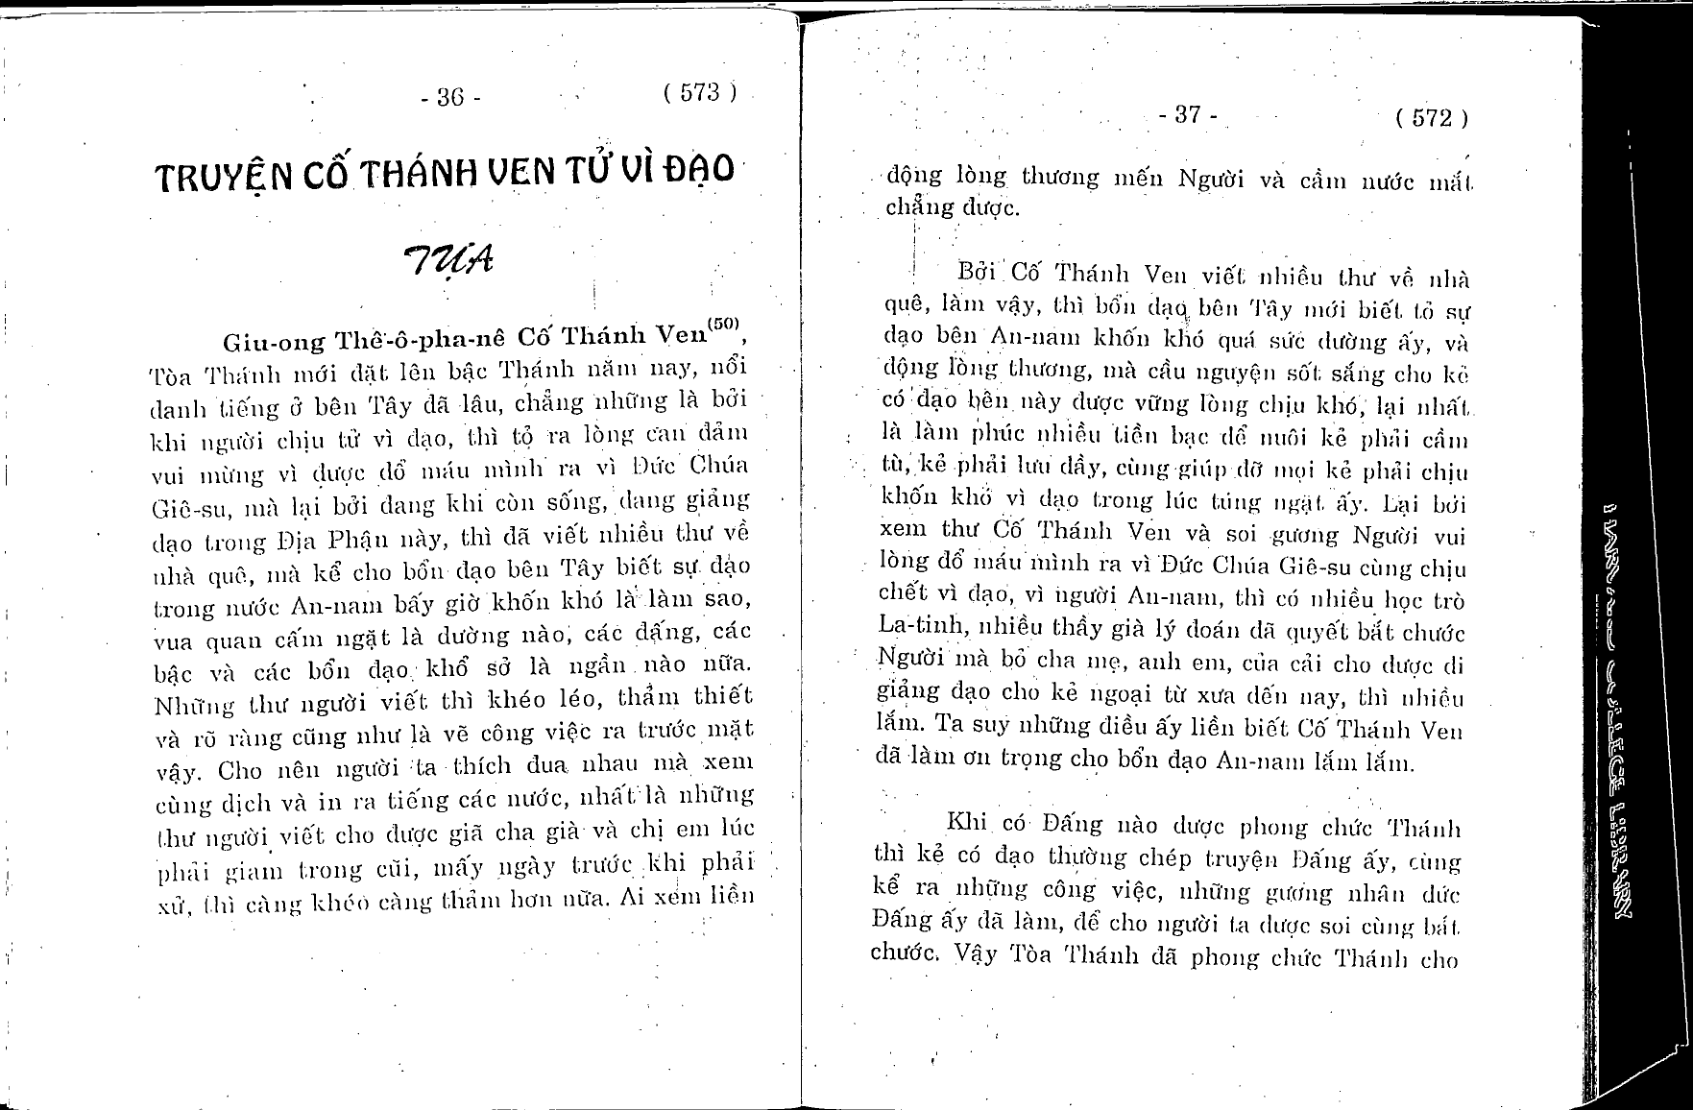 - 36 -
( 573 )
TRUYỆN CỐ THÁNH VEN TỬ VÌ ĐẠO
TỰA
Giu-ong Thê-ô-pha-nê Cố Thánh Ven(50),
Tòa Thánh mới đặt lên bậc Thánh năm nay, nổi
danh tiếng ở bên Tây đã lâu, chẳng những là bởi
khi người chịu tử vì đạo, thì tỏ ra lòng can đảm
vui mừng vì được đổ máu mình ra vì Đức Chúa
Giê-su, mà lại bởi đang khi còn sống, đang giảng
đạo trong Địa Phận này, thì đã viết nhiều thư về
nhà quê, mà kể cho bổn đạo bên Tây biết sự đạo
trong nước An-nam bấy giờ khốn khó là làm sao,
vua quan cấm ngặt là dường nào, các đấng, các
bậc và các bổn đạo khổ sở là ngần nào nữa.
Những thư người viết thì khéo léo, thảm thiết
và rõ ràng cũng như là vẽ công việc ra trước mặt
vậy. Cho nên người ta thích đua nhau mà xem
cùng dịch và in ra tiếng các nước, nhất là những
thư người viết cho được giã cha già và chị em lúc
phải giam trong cũi, mấy ngày trước khi phải
xử, thì càng khéo càng thảm hơn nữa. Ai xem liền
- 37 -
( 572 )
động lòng thương mến Người và cầm nước mắt
chẳng được.
Bởi Cố Thánh Ven viết nhiều thư về nhà
quê, làm vậy, thì bổn đạo bên Tây mới biết tỏ sự
đạo bên An-nam khốn khó quá sức dường ấy, và
động lòng thương, mà cầu nguyện sốt sắng cho kẻ
có đạo bên này được vững lòng chịu khó, lại nhất
là làm phúc nhiều tiền bạc để nuôi kẻ phải cầm
tù, kẻ phải lưu đầy, cùng giúp đỡ mọi kẻ phải chịu
khốn khó vì đạo trong lúc túng ngặt ấy. Lại bởi
xem thư Cố Thánh Ven và soi gương Người vui
lòng đổ máu mình ra vì Đức Chúa Giê-su cùng chịu
chết vì đạo, vì người An-nam, thì có nhiều học trò
La-tinh, nhiều thầy già lý đoán đã quyết bắt chước
Người mà bỏ cha mẹ, anh em, của cải cho được đi
giảng đạo cho kẻ ngoại từ xưa đến nay, thì nhiều
lắm. Ta suy những điều ấy liền biết Cố Thánh Ven
đã làm ơn trọng cho bổn đạo An-nam lắm lắm.
Khi có Đấng nào được phong chức Thánh
thì kẻ có đạo thường chép truyện Đấng ấy, cùng
kể ra những công việc, những gương nhân đức
Đấng ấy đã làm, để cho người ta được soi cùng bắt
chước. Vậy Tòa Thánh đã phong chức Thánh cho
HARVARD COLLEGE LIBRARY